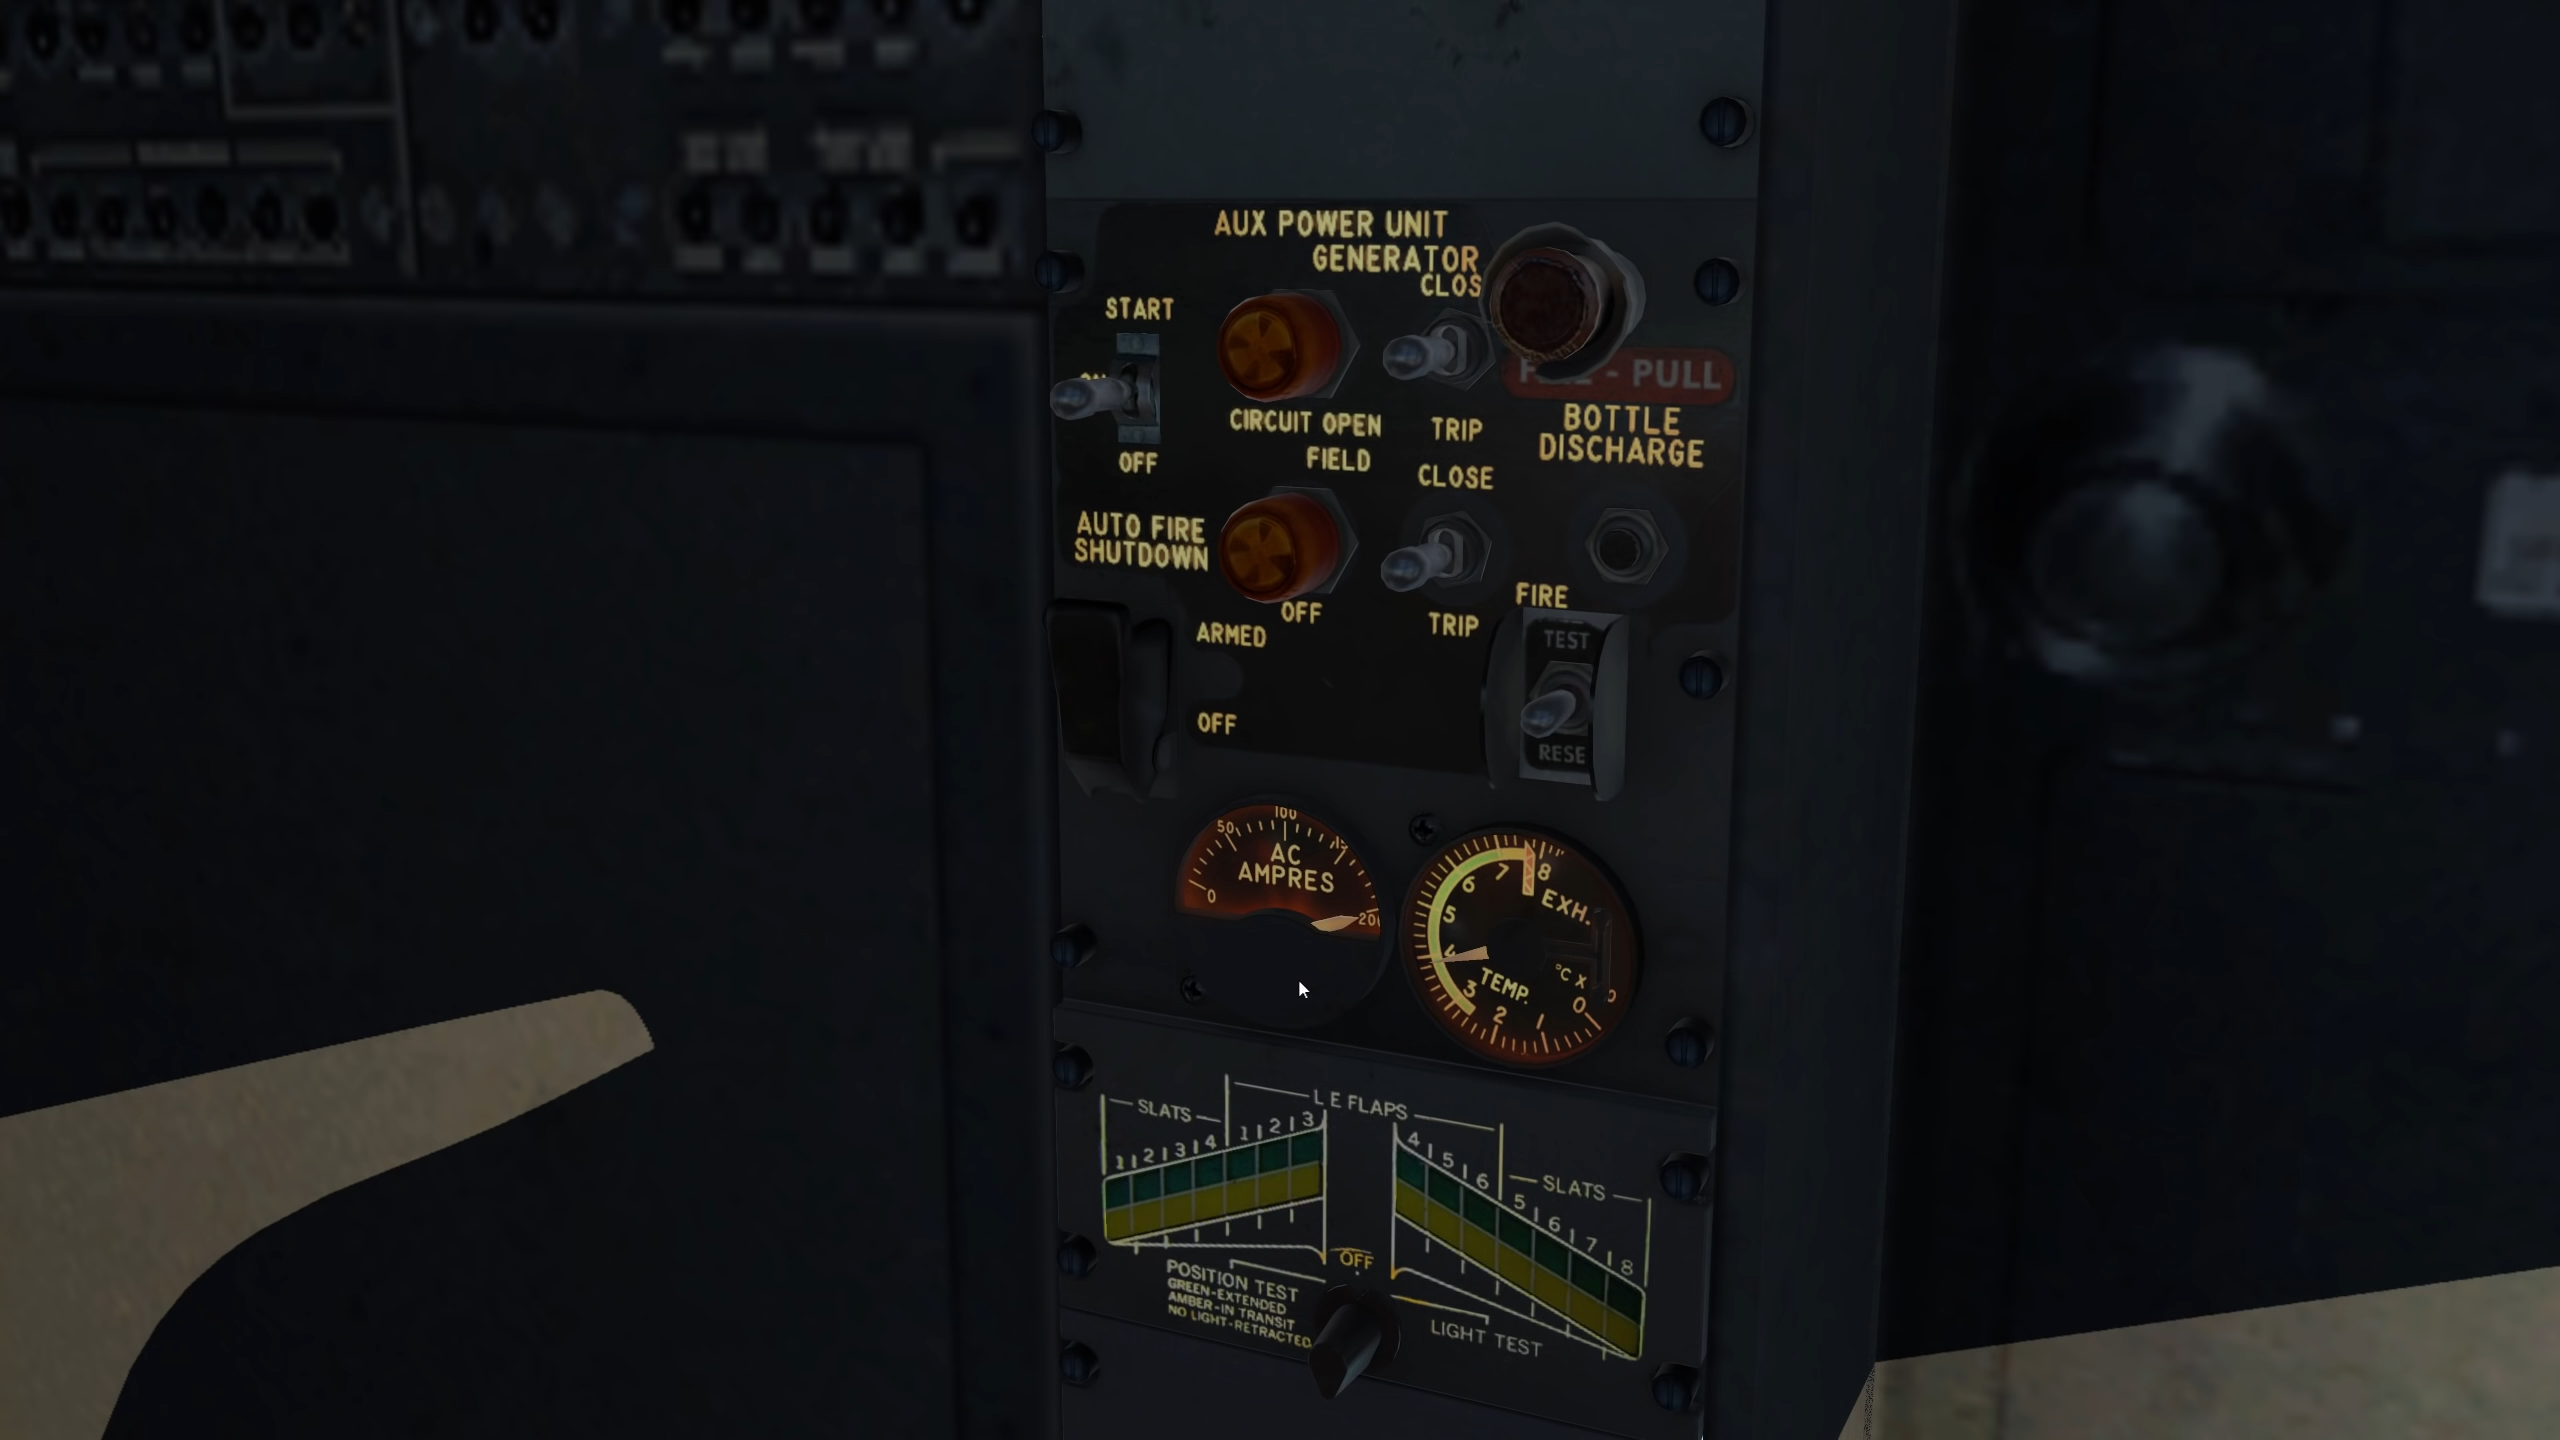 AUX POWER UNIT
GENERATOR
CLOS
START
CIRCUIT OPEN
TRIP
- PULL
BOTTLE
DISCHARGE
OFF
FIELD
CLOSE
AUTO FIRE
SHUTDOWN
OFF
ARMED
TRIP
FIRE
TEST
OFF
RESE
50 100
AC
AMPRES
0 200
7 8
6
5
4
3
2 1 0
EXH.
TEMP.
°C X
L E FLAPS
SLATS
1 2 3 4 1 2 3
4 5 6
SLATS
5 6 7 8
OFF
POSITION TEST
GREEN-EXTENDED
AMBER-IN TRANSIT
NO LIGHT-RETRACTED
LIGHT TEST